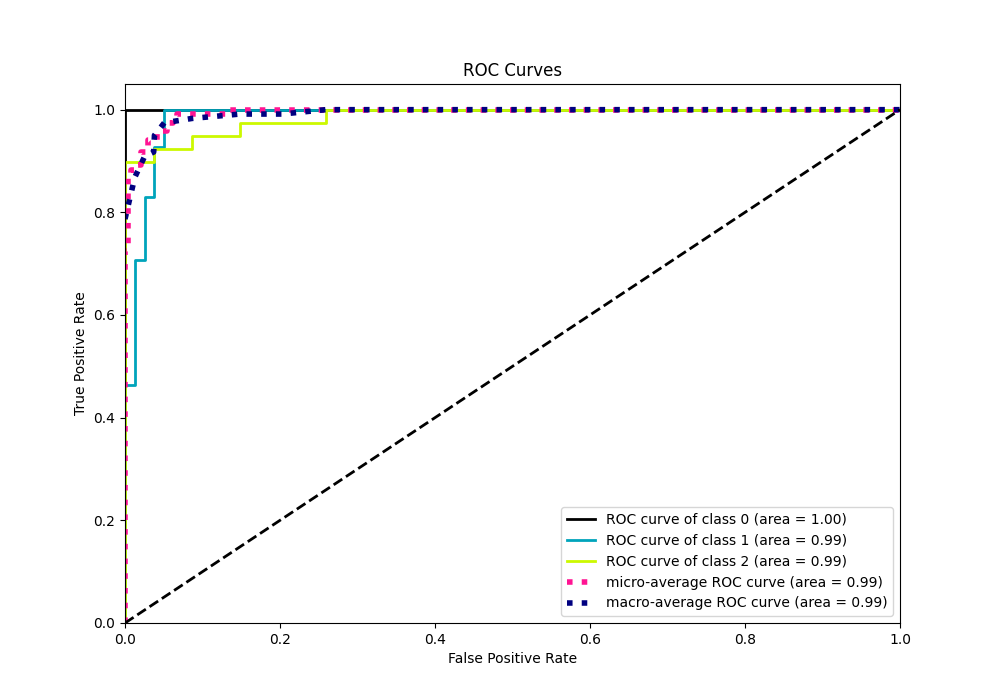 ROC Curves
True Positive Rate
1.0
0.8
0.6
0.4
0.2
0.0
0.0 0.2 0.4 0.6 0.8 1.0
False Positive Rate
ROC curve of class 0 (area = 1.00)
ROC curve of class 1 (area = 0.99)
ROC curve of class 2 (area = 0.99)
micro-average ROC curve (area = 0.99)
macro-average ROC curve (area = 0.99)